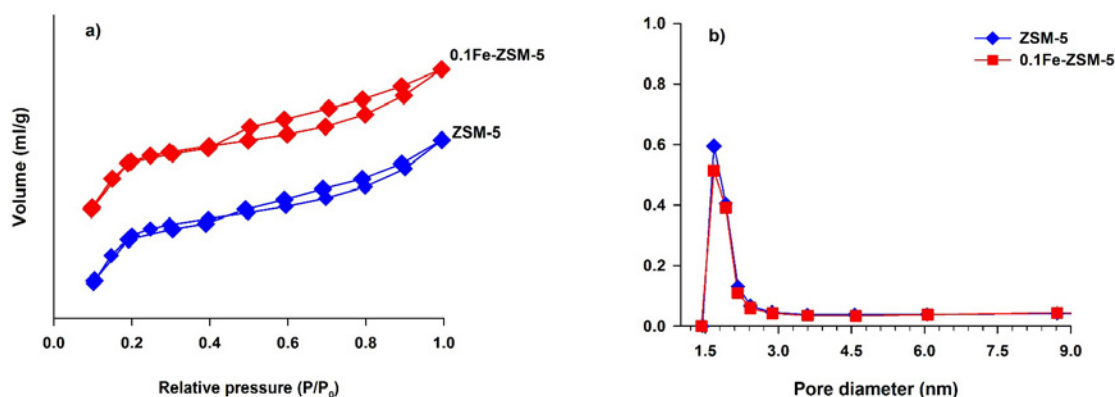 a)
0.1Fe-ZSM-5
ZSM-5
Volume (ml/g)
0.0 0.2 0.4 0.6 0.8 1.0
Relative pressure (P/P₀)
b)
ZSM-5
0.1Fe-ZSM-5
1.0
0.8
0.6
0.4
0.2
0.0
1.5 3.0 4.5 6.0 7.5 9.0
Pore diameter (nm)